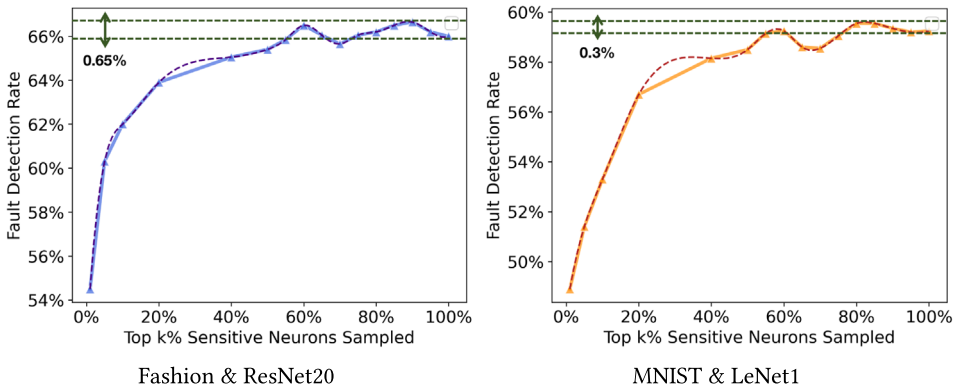 Fault Detection Rate
66%
64%
62%
60%
58%
56%
54%
0.65%
0% 20% 40% 60% 80% 100%
Top k% Sensitive Neurons Sampled
Fashion & ResNet20
Fault Detection Rate
60%
58%
56%
54%
52%
50%
0.3%
0% 20% 40% 60% 80% 100%
Top k% Sensitive Neurons Sampled
MNIST & LeNet1